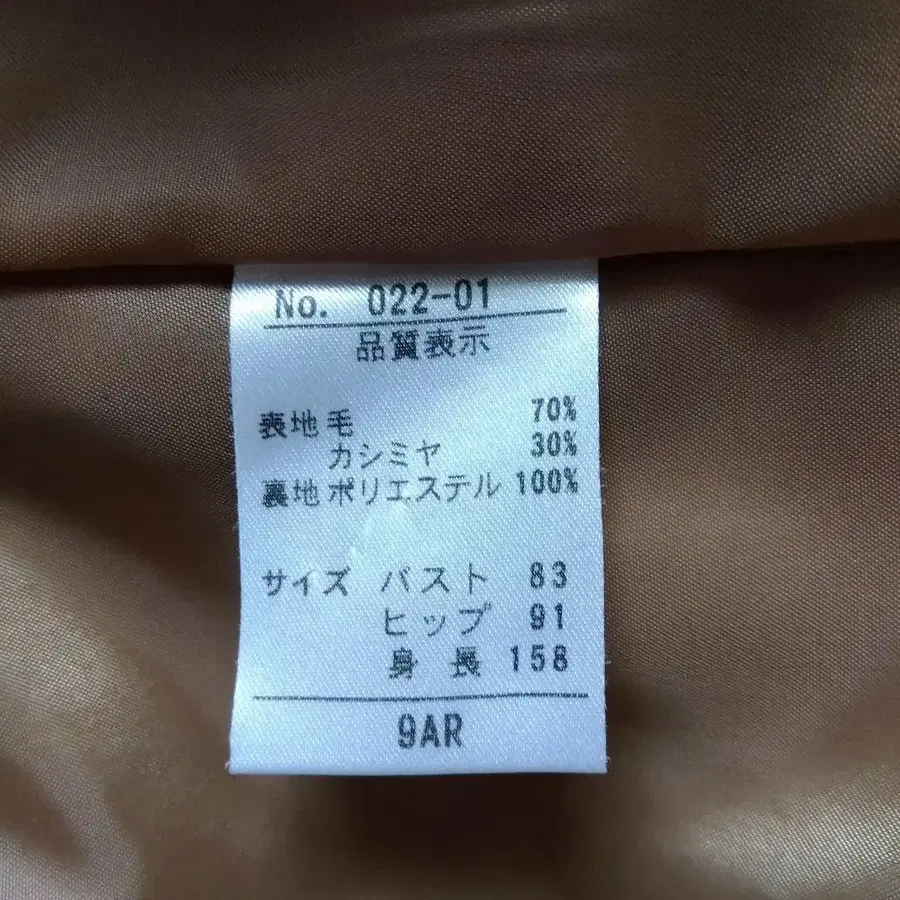 No. 022-01
品質表示
表地 毛 70%
カシミヤ 30%
裏地 ポリエステル 100%
サイズ バスト 83
ヒップ 91
身長 158
9AR